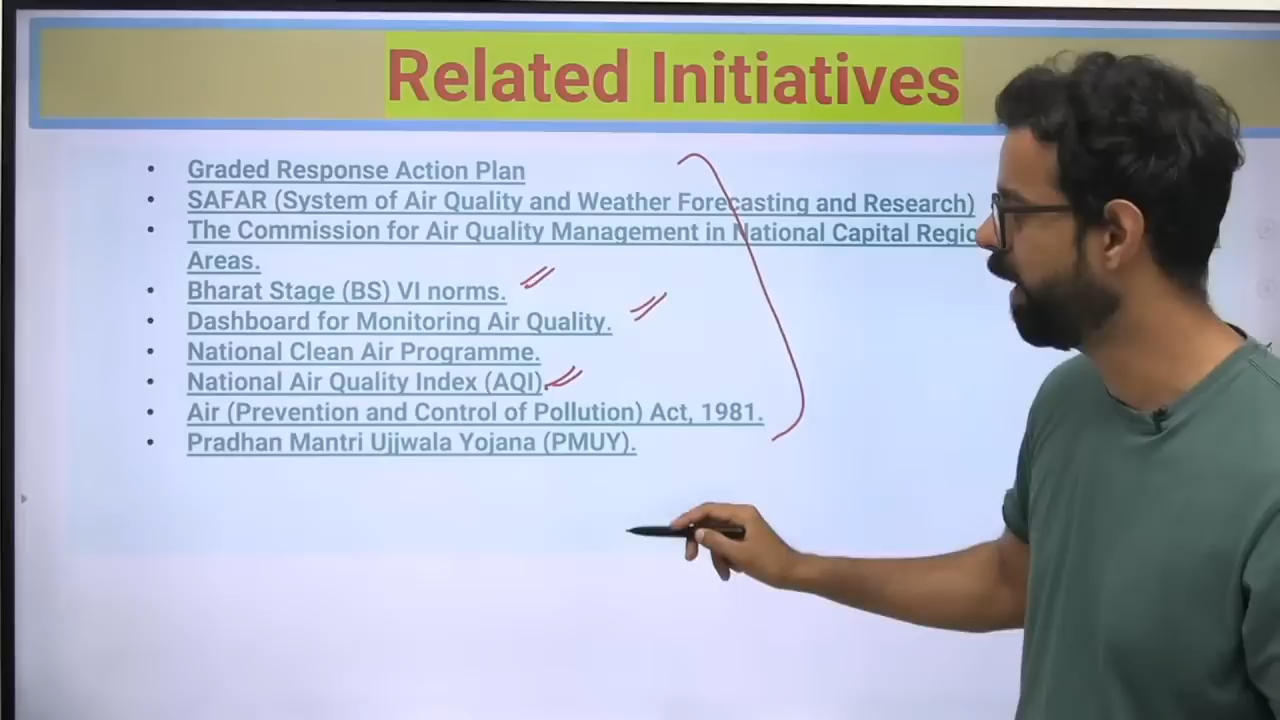 Related Initiatives
• Graded Response Action Plan
• SAFAR (System of Air Quality and Weather Forecasting and Research)
• The Commission for Air Quality Management in National Capital
Areas.
• Bharat Stage (BS) VI norms.
• Dashboard for Monitoring Air Quality.
• National Clean Air Programme.
• National Air Quality Index (AQI).
• Air (Prevention and Control of Pollution) Act, 1981.
• Pradhan Mantri Ujjwala Yojana (PMUY).